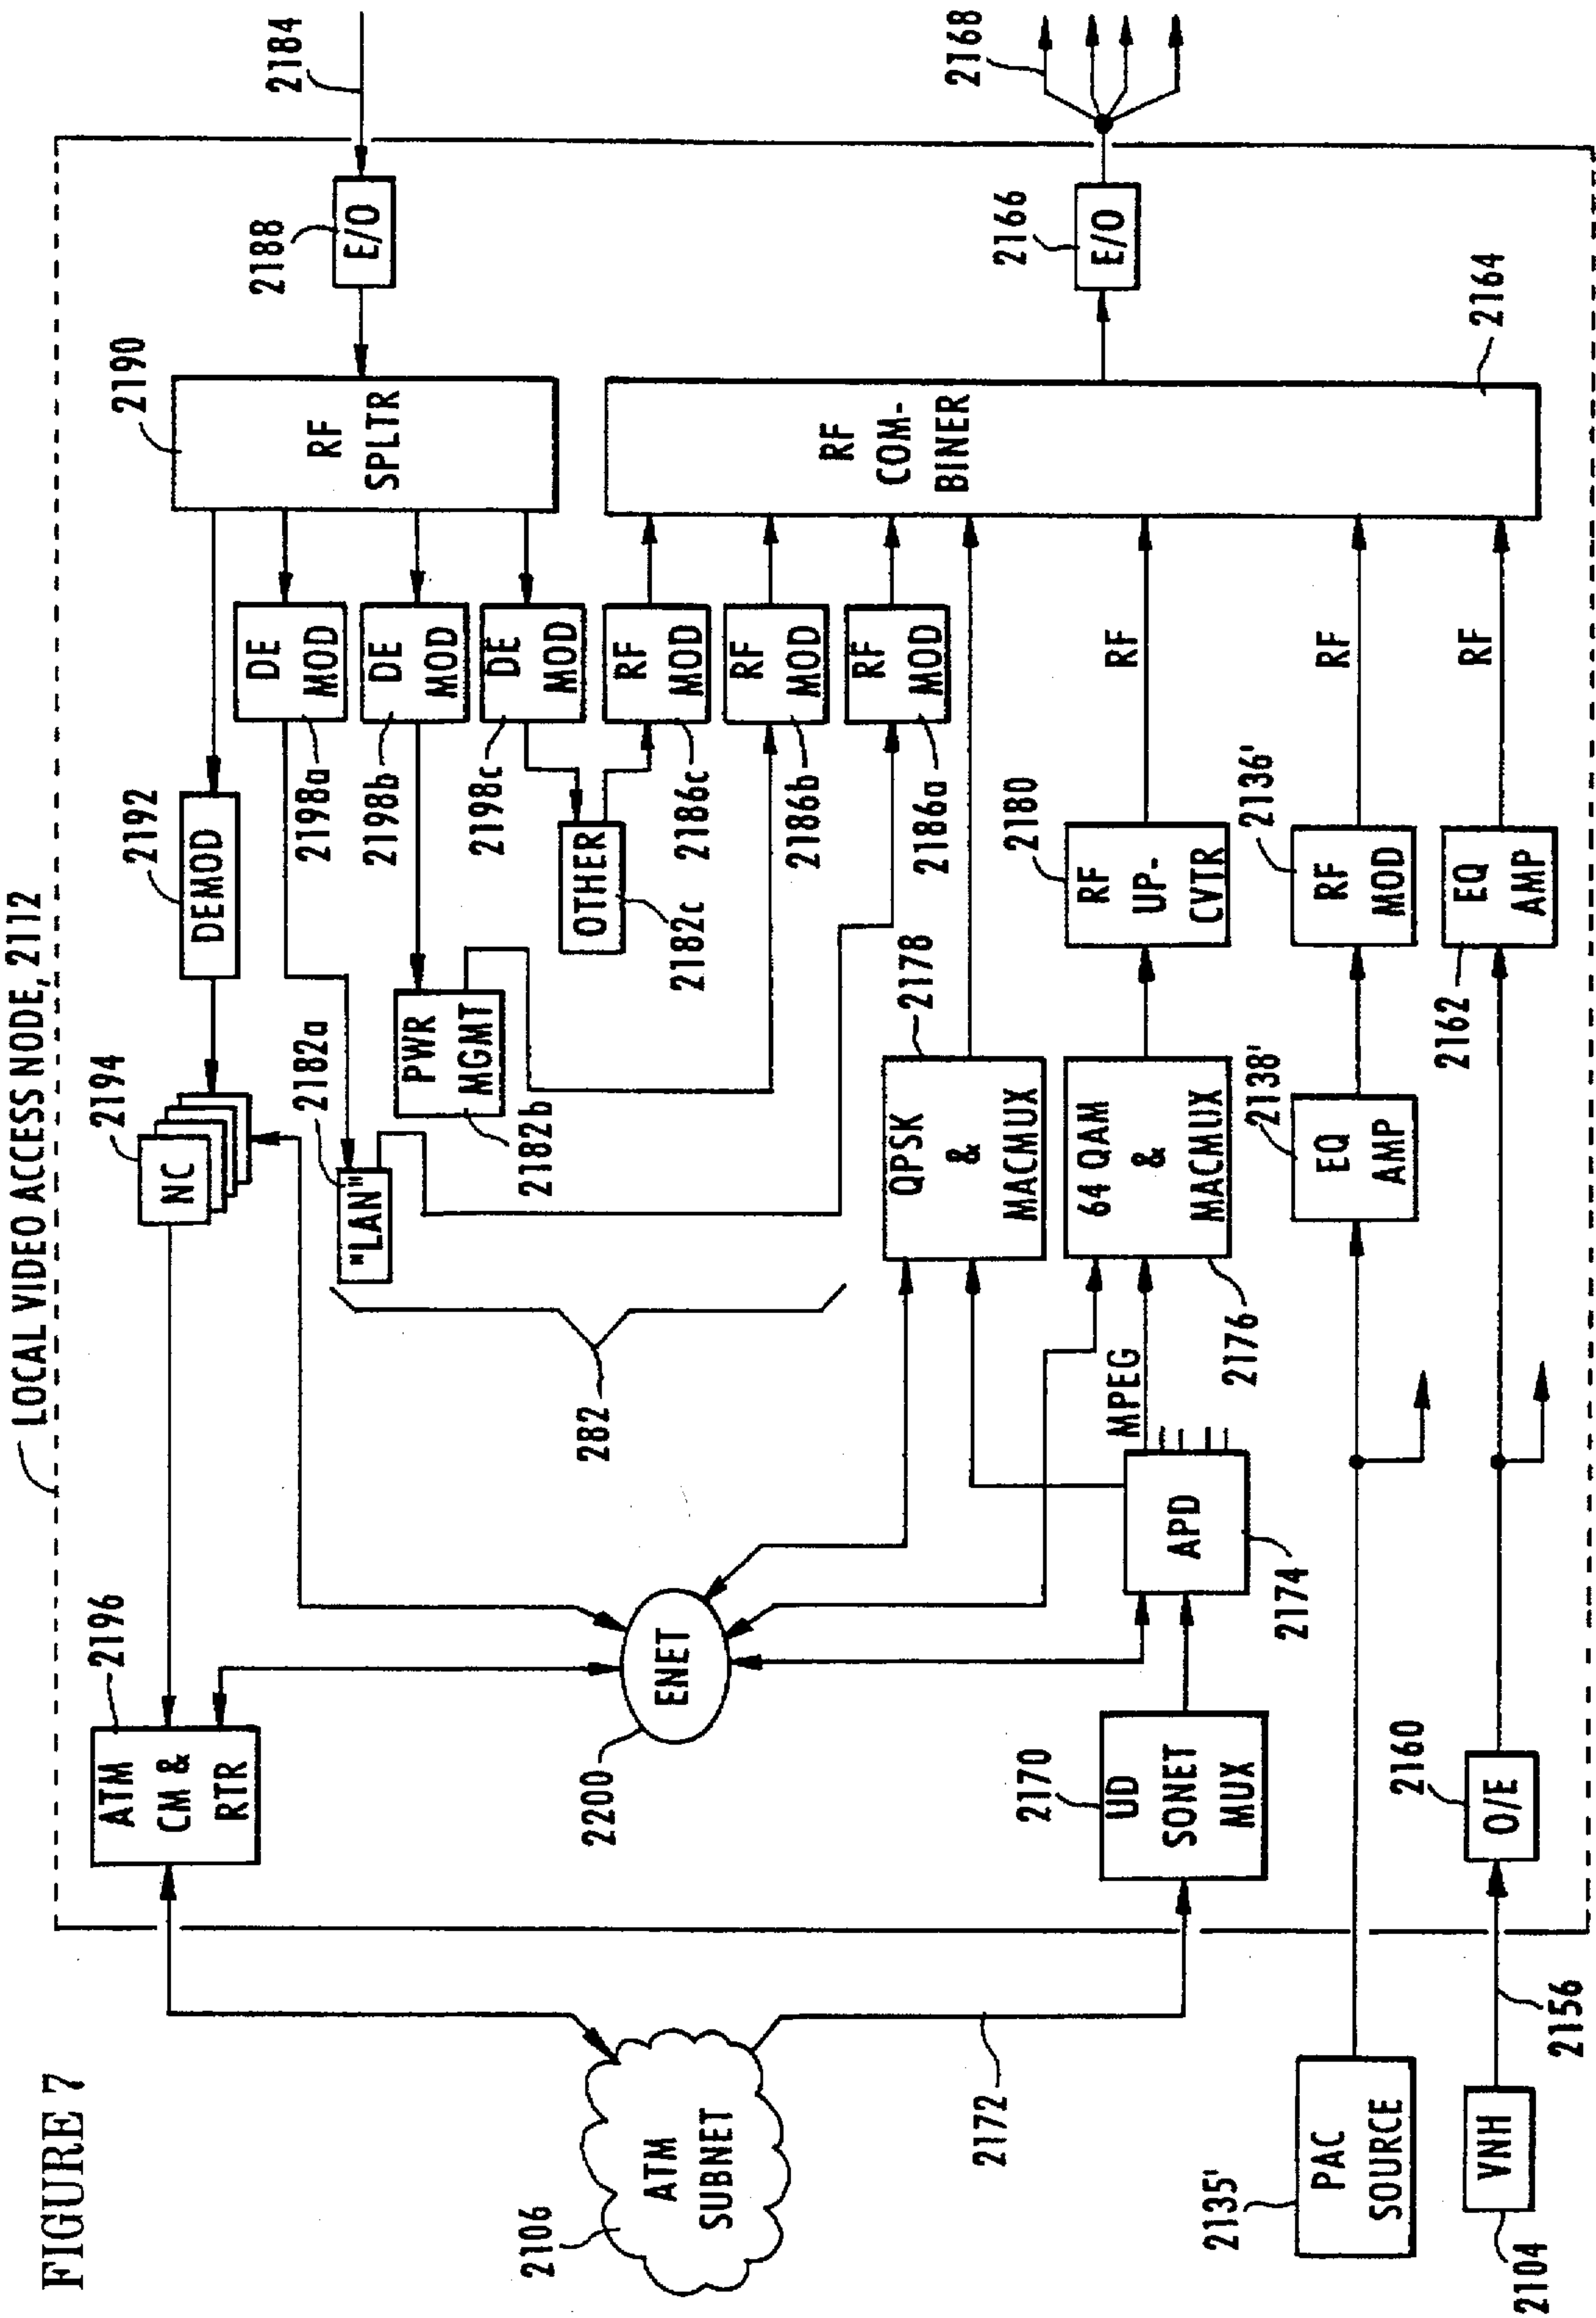 FIGURE 7
LOCAL VIDEO ACCESS NODE, 2112
2106
ATM
SUBNET
2172
2135'
PAC
SOURCE
2104
VNH
2156
2196
ATM
CM &
RTR
2200
ENET
2170
UD
SONET
MUX
2160
O/E
2174
APD
MPEG
282
2194
NC
2182a
"LAN"
PWR
MGMT
2182b
OTHER
2182c
2178
QPSK
&
MACMUX
64 QAM
&
MACMUX
2176
2138'
EQ
AMP
2192
DEMOD
2198a
DE
MOD
2198b
DE
MOD
2198c
DE
MOD
2186c
RF
MOD
2186b
RF
MOD
2186a
RF
MOD
2180
RF
UP-
CVTR
RF
2136'
RF
MOD
RF
2162
EQ
AMP
RF
2190
RF
SPLTR
RF
COM-
BINER
2164
2188
E/O
2184
2166
E/O
2168